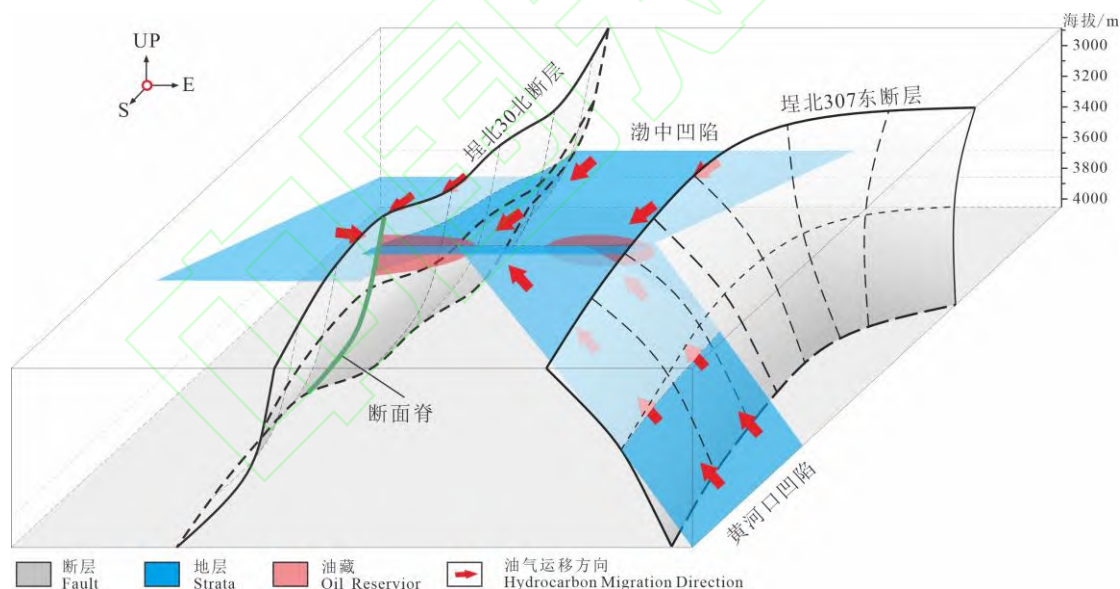 海拔/m
3000
3200
3400
3600
3800
4000
UP
E
S
埕北30北断层
渤中凹陷
埕北307东断层
断面脊
黄河口凹陷
断层
Fault
地层
Strata
油藏
Oil Reservior
油气运移方向
Hydrocarbon Migration Direction